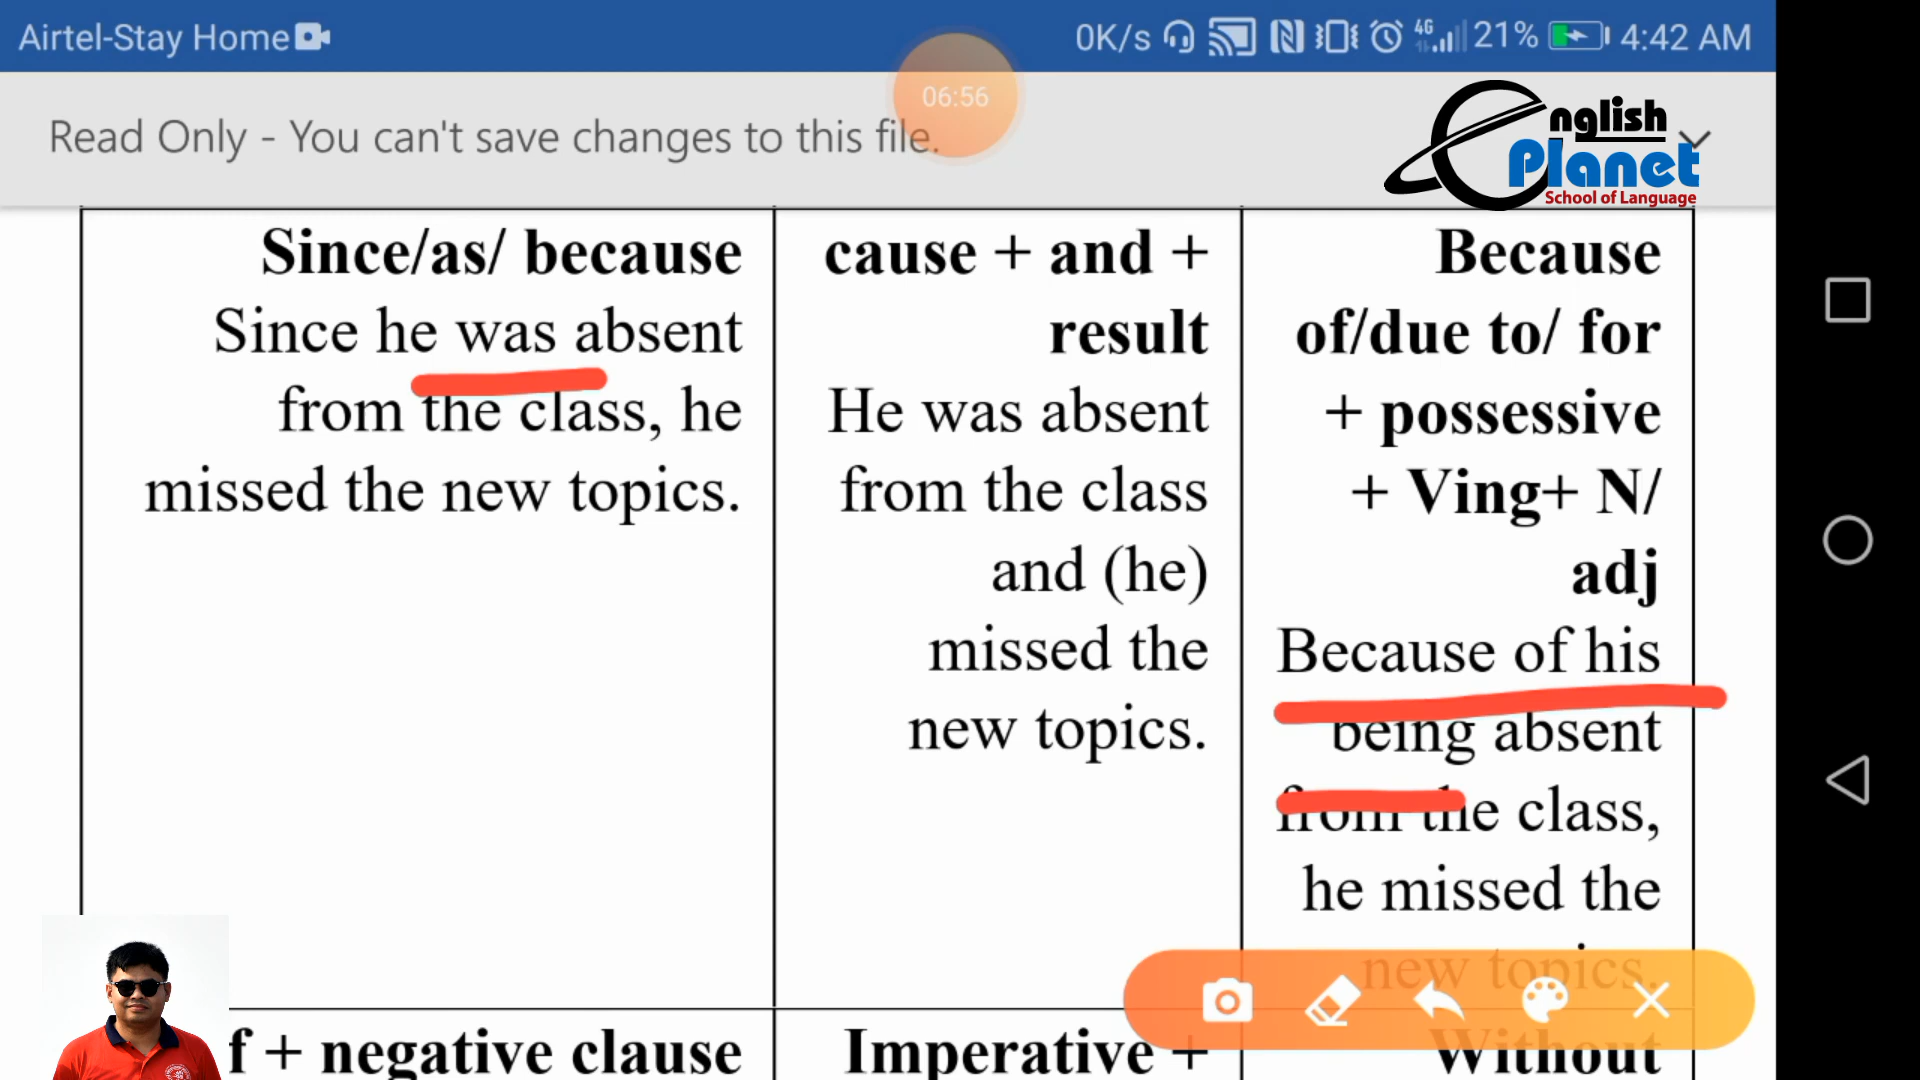 Airtel-Stay Home
0K/s 4G 21% 4:42 AM
06:56
Read Only - You can't save changes to this file.
nglish
Planet
School of Language
Since/as/ because
Since he was absent
from the class, he
missed the new topics.
cause + and +
result
He was absent
from the class
and (he)
missed the
new topics.
Because
of/due to/ for
+ possessive
+ Ving+ N/
adj
Because of his
being absent
from the class,
he missed the
new topics.
f + negative clause
Imperative +
Without